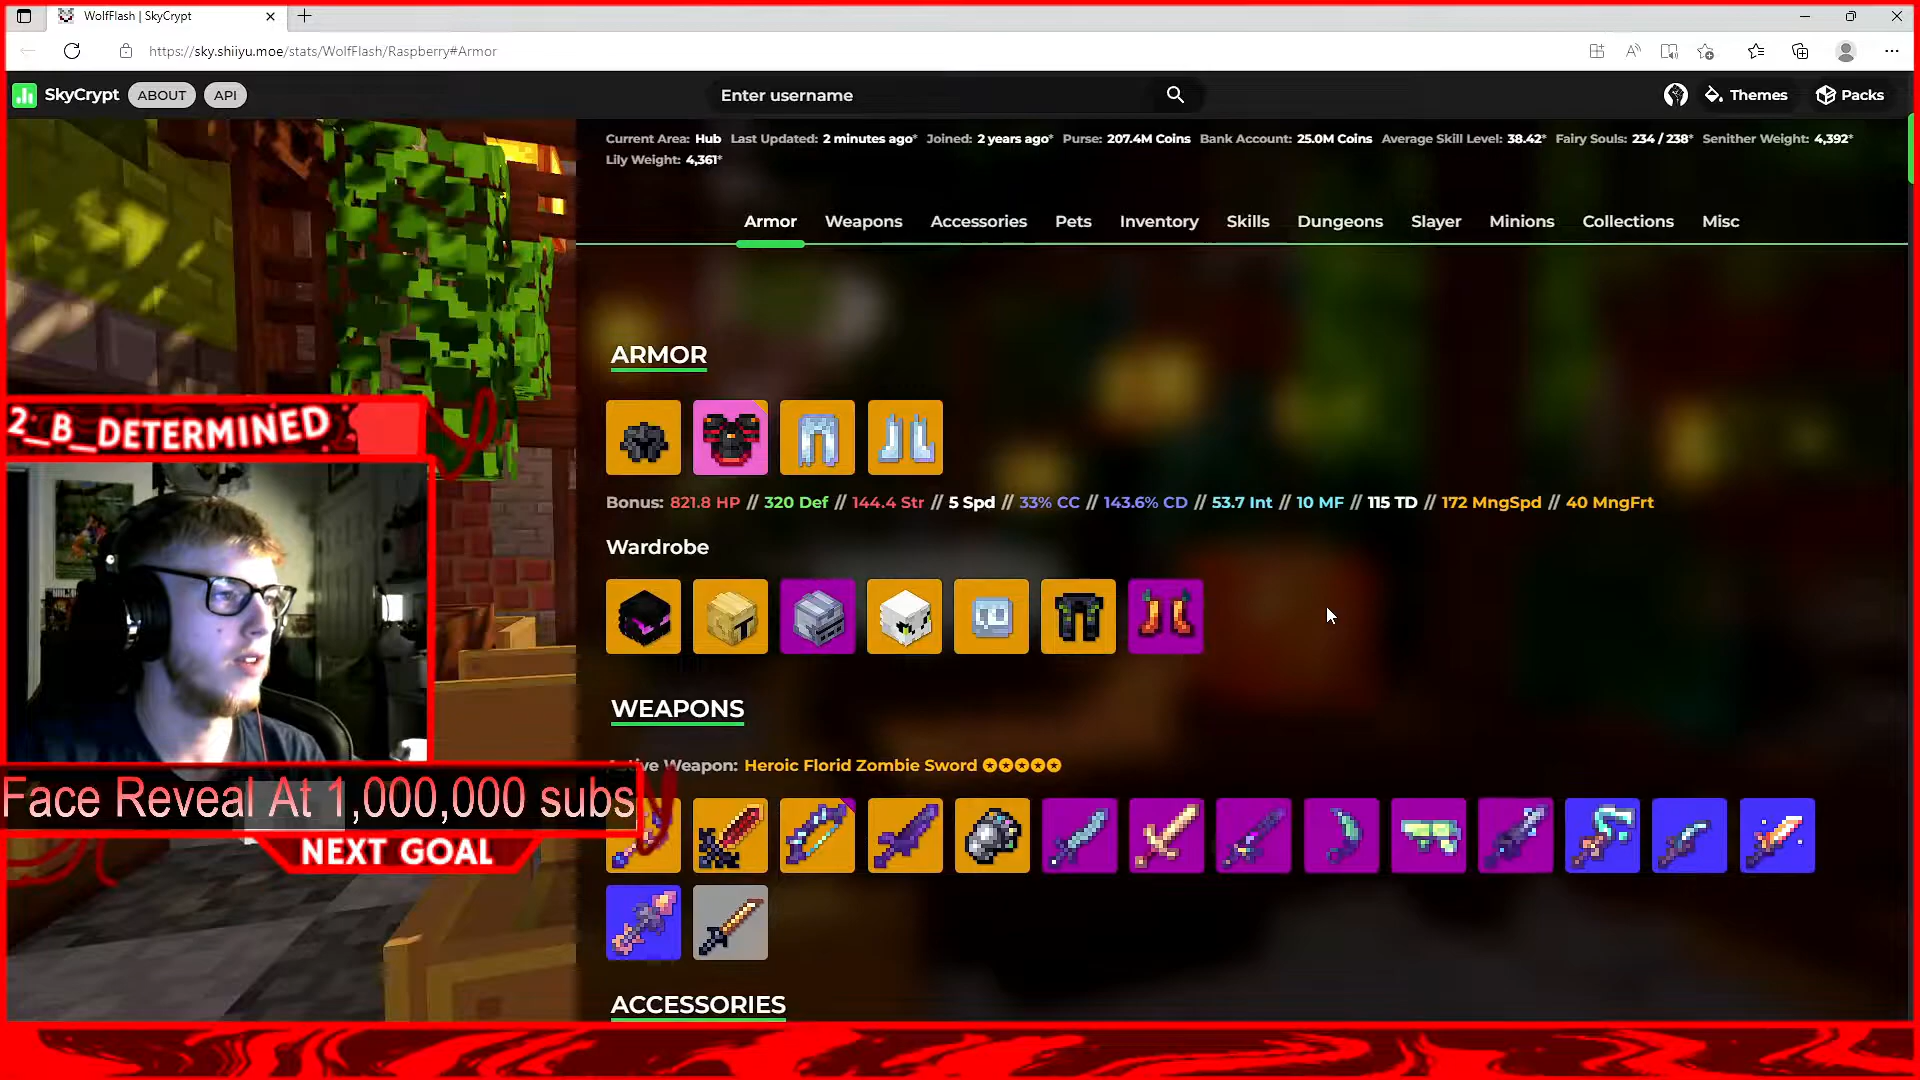 WolfFlash | SkyCrypt
https://sky.shiiyu.moe/stats/WolfFlash/Raspberry#Armor
SkyCrypt ABOUT API Enter username Themes Packs
Current Area: Hub Last Updated: 2 minutes ago* Joined: 2 years ago* Purse: 207.4M Coins Bank Account: 25.0M Coins Average Skill Level: 38.42* Fairy Souls: 234 / 238* Senither Weight: 4,392*
Lily Weight: 4,361*
Armor Weapons Accessories Pets Inventory Skills Dungeons Slayer Minions Collections Misc
ARMOR
2_B_DETERMINED
Bonus: 821.8 HP // 320 Def // 144.4 Str // 5 Spd // 33% CC // 143.6% CD // 53.7 Int // 10 MF // 115 TD // 172 MngSpd // 40 MngFrt
Wardrobe
WEAPONS
Weapon: Heroic Florid Zombie Sword ✪✪✪✪✪
Face Reveal At 1,000,000 subs
NEXT GOAL
ACCESSORIES